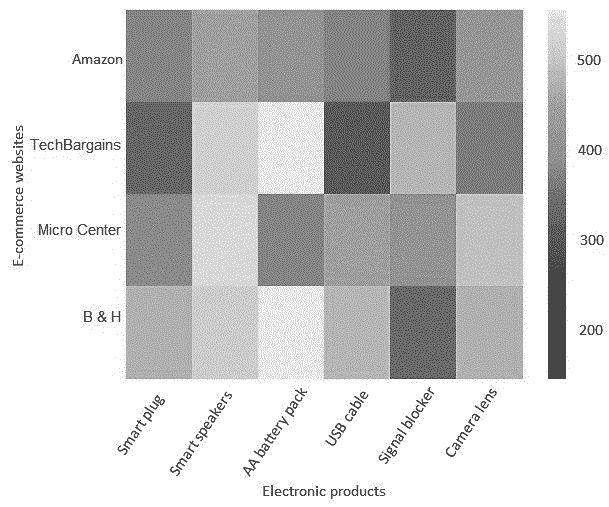 Amazon
TechBargains
Micro Center
B & H
E-commerce websites
500
400
300
200
Smart plug
Smart speakers
AA battery pack
USB cable
Signal blocker
Camera lens
Electronic products